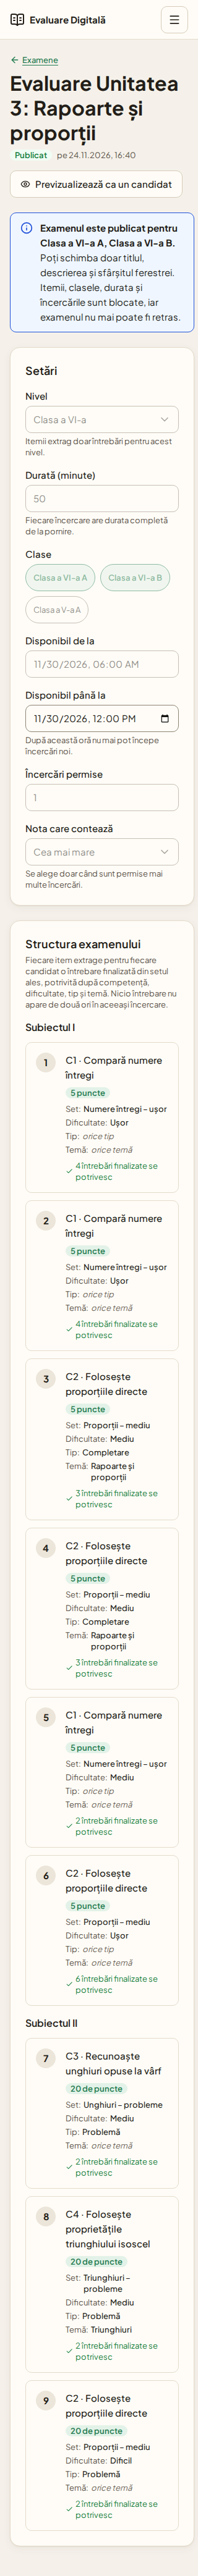 Evaluare Digitală
Examene
Evaluare Unitatea
3: Rapoarte și
proporții
Publicat pe 24.11.2026, 16:40
Previzualizează ca un candidat
Examenul este publicat pentru
Clasa a VI-a A, Clasa a VI-a B.
Poți schimba doar titlul,
descrierea și sfârșitul ferestrei.
Itemii, clasele, durata și
încercările sunt blocate, iar
examenul nu mai poate fi retras.
Setări
Nivel
Clasa a VI-a
Itemii extrag doar întrebări pentru acest
nivel.
Durată (minute)
50
Fiecare încercare are durata completă
de la pornire.
Clase
Clasa a VI-a A Clasa a VI-a B
Clasa a V-a A
Disponibil de la
11/30/2026, 06:00 AM
Disponibil până la
11/30/2026, 12:00 PM
După această oră nu mai pot începe
încercări noi.
Încercări permise
1
Nota care contează
Cea mai mare
Se alege doar când sunt permise mai
multe încercări.
Structura examenului
Fiecare item extrage pentru fiecare
candidat o întrebare finalizată din setul
ales, potrivită după competență,
dificultate, tip și temă. Nicio întrebare nu
apare de două ori în aceeași încercare.
Subiectul I
1
C1 · Compară numere
întregi
5 puncte
Set: Numere întregi – ușor
Dificultate: Ușor
Tip: orice tip
Temă: orice temă
4 întrebări finalizate se
potrivesc
2
C1 · Compară numere
întregi
5 puncte
Set: Numere întregi – ușor
Dificultate: Ușor
Tip: orice tip
Temă: orice temă
4 întrebări finalizate se
potrivesc
3
C2 · Folosește
proporțiile directe
5 puncte
Set: Proporții – mediu
Dificultate: Mediu
Tip: Completare
Temă: Rapoarte și
proporții
3 întrebări finalizate se
potrivesc
4
C2 · Folosește
proporțiile directe
5 puncte
Set: Proporții – mediu
Dificultate: Mediu
Tip: Completare
Temă: Rapoarte și
proporții
3 întrebări finalizate se
potrivesc
5
C1 · Compară numere
întregi
5 puncte
Set: Numere întregi – ușor
Dificultate: Mediu
Tip: orice tip
Temă: orice temă
2 întrebări finalizate se
potrivesc
6
C2 · Folosește
proporțiile directe
5 puncte
Set: Proporții – mediu
Dificultate: Ușor
Tip: orice tip
Temă: orice temă
6 întrebări finalizate se
potrivesc
Subiectul II
7
C3 · Recunoaște
unghiuri opuse la vârf
20 de puncte
Set: Unghiuri – probleme
Dificultate: Mediu
Tip: Problemă
Temă: orice temă
2 întrebări finalizate se
potrivesc
8
C4 · Folosește
proprietățile
triunghiului isoscel
20 de puncte
Set: Triunghiuri –
probleme
Dificultate: Mediu
Tip: Problemă
Temă: Triunghiuri
2 întrebări finalizate se
potrivesc
9
C2 · Folosește
proporțiile directe
20 de puncte
Set: Proporții – mediu
Dificultate: Dificil
Tip: Problemă
Temă: orice temă
2 întrebări finalizate se
potrivesc